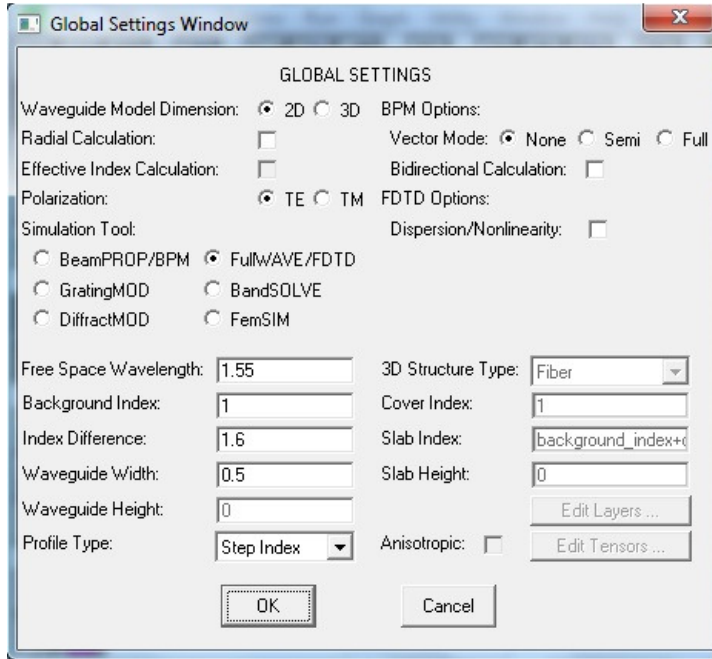 Global Settings Window
GLOBAL SETTINGS
Waveguide Model Dimension: 2D 3D BPM Options:
Radial Calculation: Vector Mode: None Semi Full
Effective Index Calculation: Bidirectional Calculation:
Polarization: TE TM FDTD Options:
Simulation Tool: Dispersion/Nonlinearity:
BeamPROP/BPM FullWAVE/FDTD
GratingMOD BandSOLVE
DiffractMOD FemSIM
Free Space Wavelength: 1.55 3D Structure Type: Fiber
Background Index: 1 Cover Index: 1
Index Difference: 1.6 Slab Index: background_index+
Waveguide Width: 0.5 Slab Height: 0
Waveguide Height: 0 Edit Layers ...
Profile Type: Step Index Anisotropic: Edit Tensors ...
OK Cancel